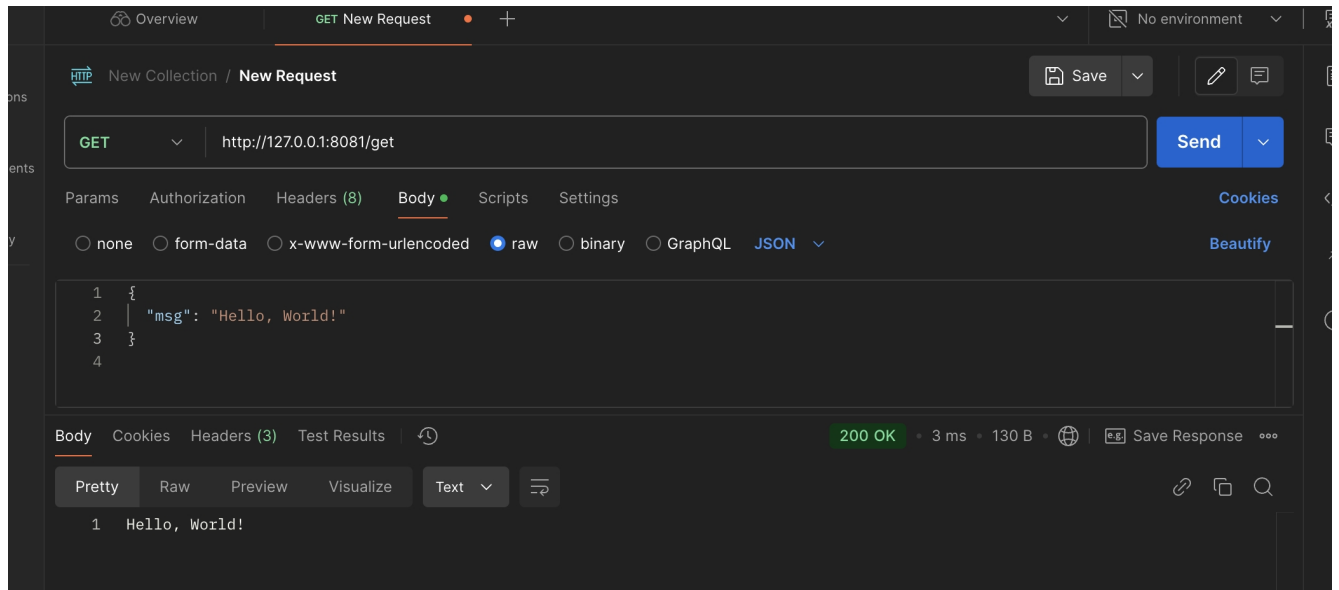 Overview GET New Request No environment
HTTP New Collection / New Request Save
ons
GET http://127.0.0.1:8081/get Send
ents
Params Authorization Headers (8) Body Scripts Settings Cookies
y none form-data x-www-form-urlencoded raw binary GraphQL JSON Beautify
1 {
2 "msg": "Hello, World!"
3 }
4
Body Cookies Headers (3) Test Results 200 OK 3 ms 130 B e.g. Save Response
Pretty Raw Preview Visualize Text
1 Hello, World!